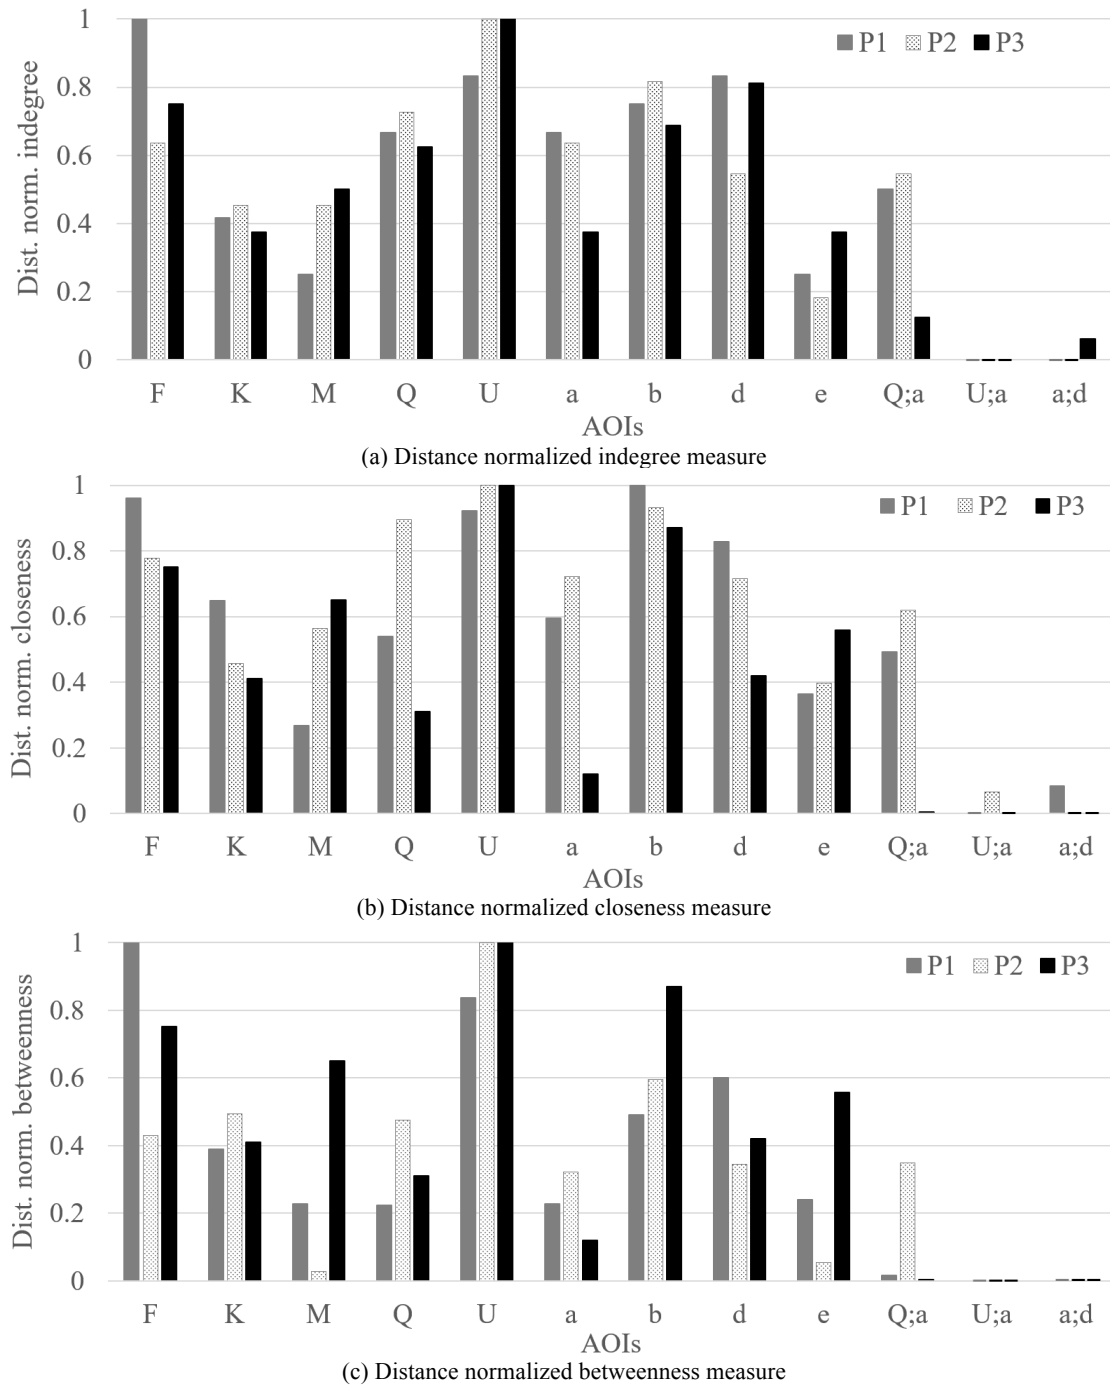 1
0.8
0.6
0.4
0.2
0
Dist. norm. indegree
P1 P2 P3
F K M Q U a b d e Q;a U;a a;d
AOIs
(a) Distance normalized indegree measure
1
0.8
0.6
0.4
0.2
0
Dist. norm. closeness
P1 P2 P3
F K M Q U a b d e Q;a U;a a;d
AOIs
(b) Distance normalized closeness measure
1
0.8
0.6
0.4
0.2
0
Dist. norm. betweenness
P1 P2 P3
F K M Q U a b d e Q;a U;a a;d
AOIs
(c) Distance normalized betweenness measure